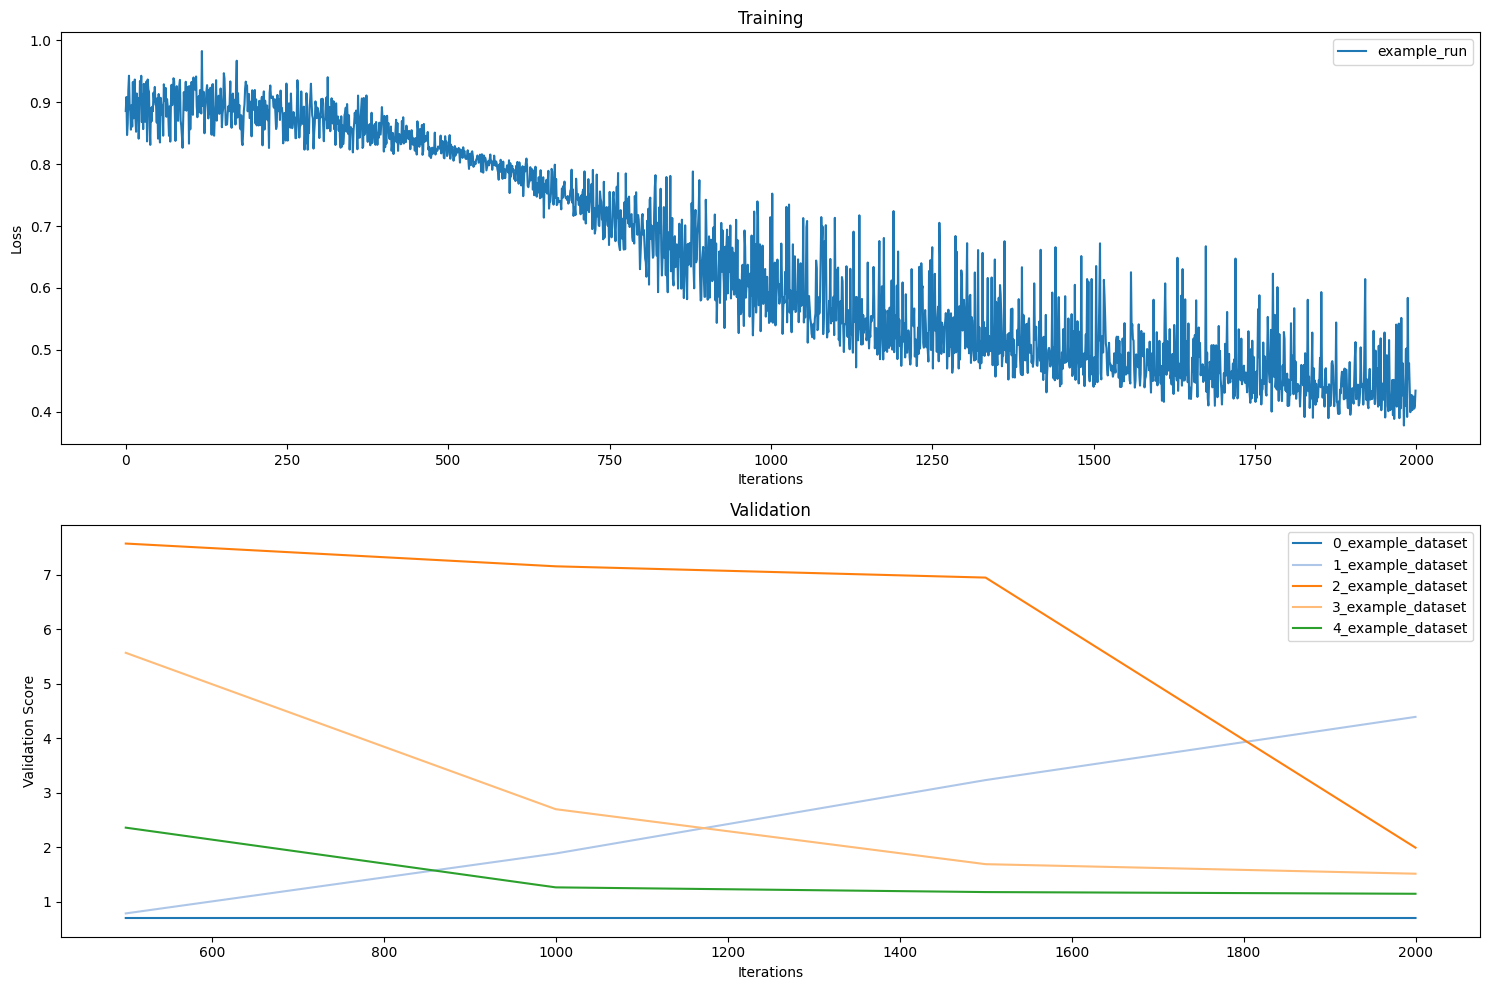 Training
example_run
1.0
0.9
0.8
0.7
0.6
0.5
0.4
Loss
0 250 500 750 1000 1250 1500 1750 2000
Iterations
Validation
0_example_dataset
1_example_dataset
2_example_dataset
3_example_dataset
4_example_dataset
7
6
5
4
3
2
1
Validation Score
600 800 1000 1200 1400 1600 1800 2000
Iterations